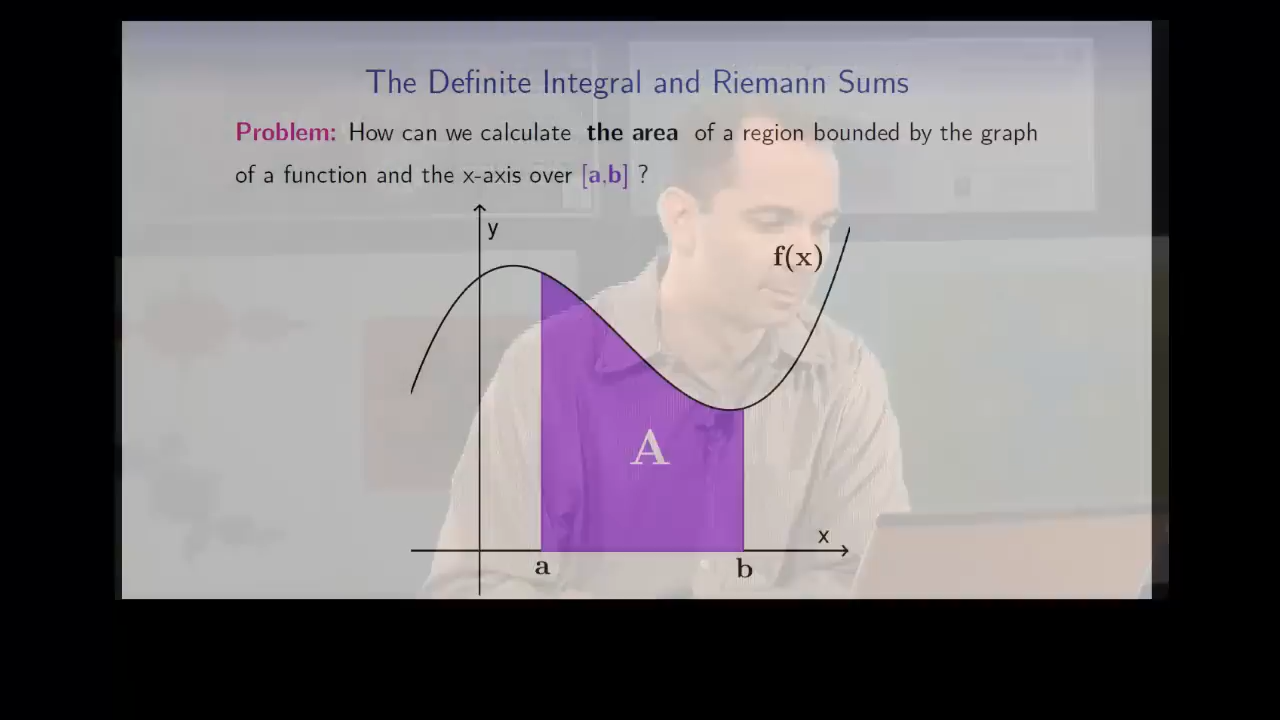 The Definite Integral and Riemann Sums
Problem: How can we calculate the area of a region bounded by the graph
of a function and the x-axis over [a,b] ?
y
f(x)
A
x
a
b